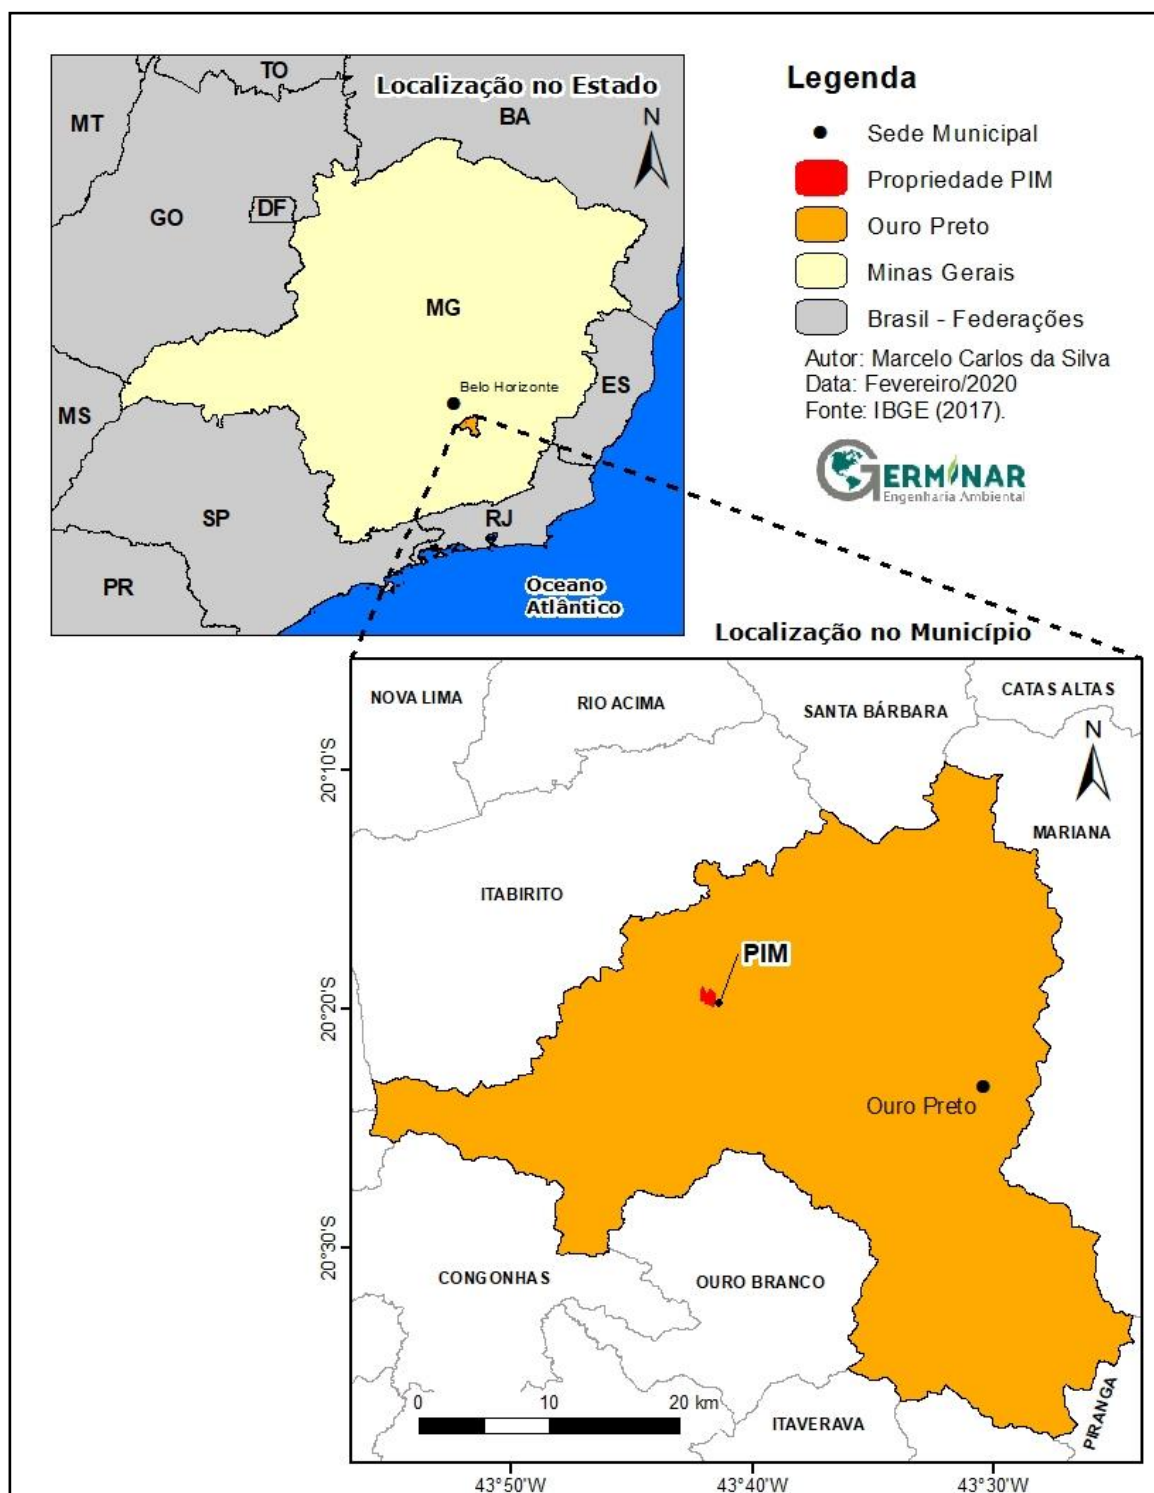 Localização no Estado
TO
MT
BA
N
GO
DF
MG
Belo Horizonte
ES
MS
SP
RJ
PR
Oceano
Atlântico
Legenda
Sede Municipal
Propriedade PIM
Ouro Preto
Minas Gerais
Brasil - Federações
Autor: Marcelo Carlos da Silva
Data: Fevereiro/2020
Fonte: IBGE (2017).
GERMINAR
Engenharia Ambiental
Localização no Município
NOVA LIMA
RIO ACIMA
SANTA BÁRBARA
CATAS ALTAS
N
20°10'S
MARIANA
ITABIRITO
PIM
20°20'S
Ouro Preto
20°30'S
CONGONHAS
OURO BRANCO
0 10 20 km
ITAVERAVA
PIRANGA
43°50'W 43°40'W 43°30'W